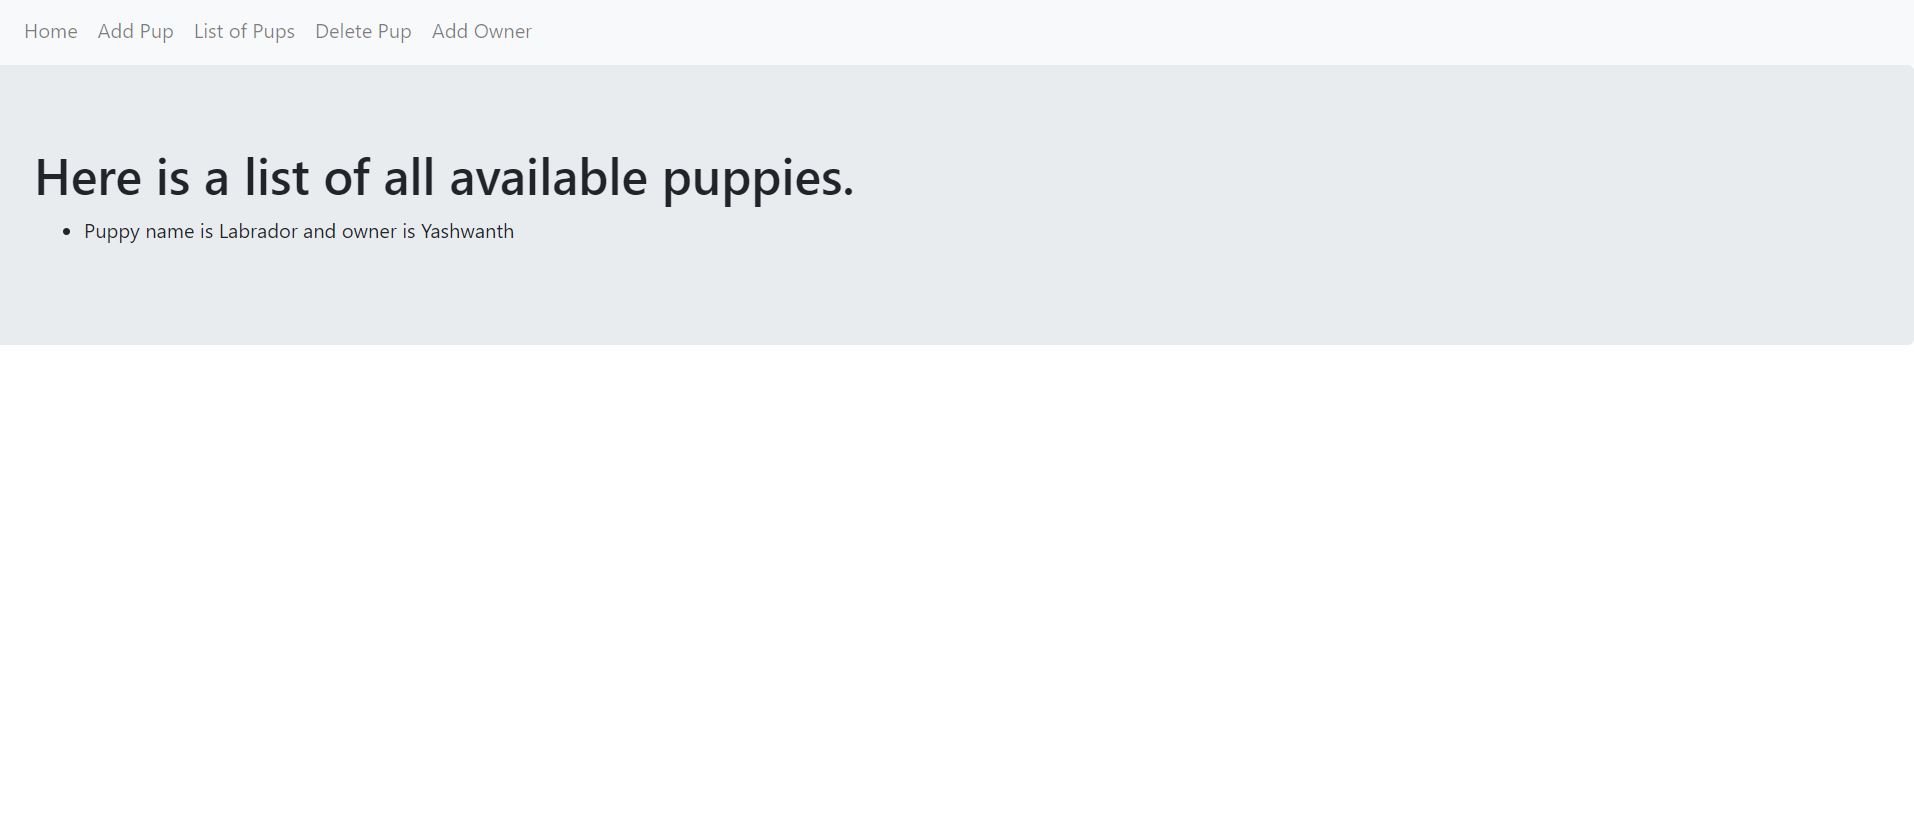 Home Add Pup List of Pups Delete Pup Add Owner
Here is a list of all available puppies.
Puppy name is Labrador and owner is Yashwanth